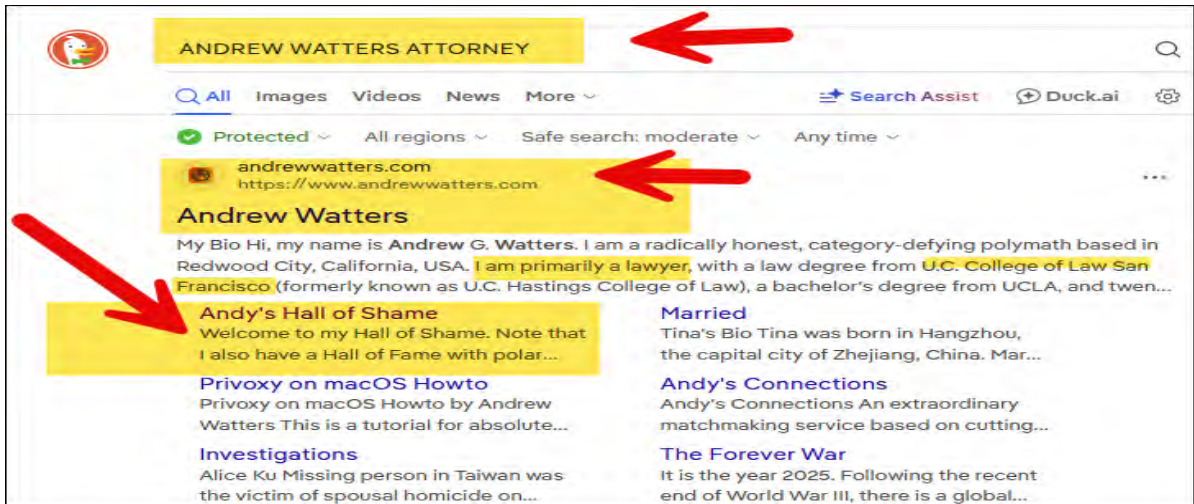 ANDREW WATTERS ATTORNEY
All Images Videos News More Search Assist Duck.ai
Protected All regions Safe search: moderate Any time
andrewwatters.com
https://www.andrewwatters.com
Andrew Watters
My Bio Hi, my name is Andrew G. Watters. I am a radically honest, category-defying polymath based in
Redwood City, California, USA. I am primarily a lawyer, with a law degree from U.C. College of Law San
Francisco (formerly known as U.C. Hastings College of Law), a bachelor's degree from UCLA, and twen...
Andy's Hall of Shame
Welcome to my Hall of Shame. Note that
I also have a Hall of Fame with polar...
Married
Tina's Bio Tina was born in Hangzhou,
the capital city of Zhejiang, China. Mar...
Privoxy on macOS Howto
Privoxy on macOS Howto by Andrew
Watters This is a tutorial for absolute...
Andy's Connections
Andy's Connections An extraordinary
matchmaking service based on cutting...
Investigations
Alice Ku Missing person in Taiwan was
the victim of spousal homicide on...
The Forever War
It is the year 2025. Following the recent
end of World War III, there is a global...